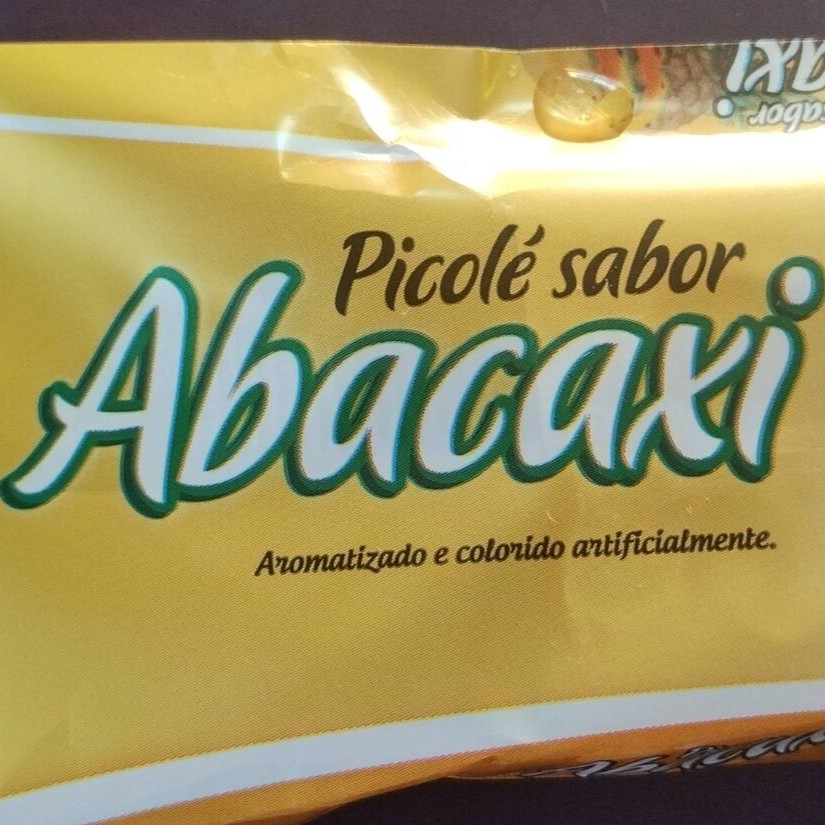 Picolé sabor
Abacaxi
Aromatizado e colorido artificialmente.